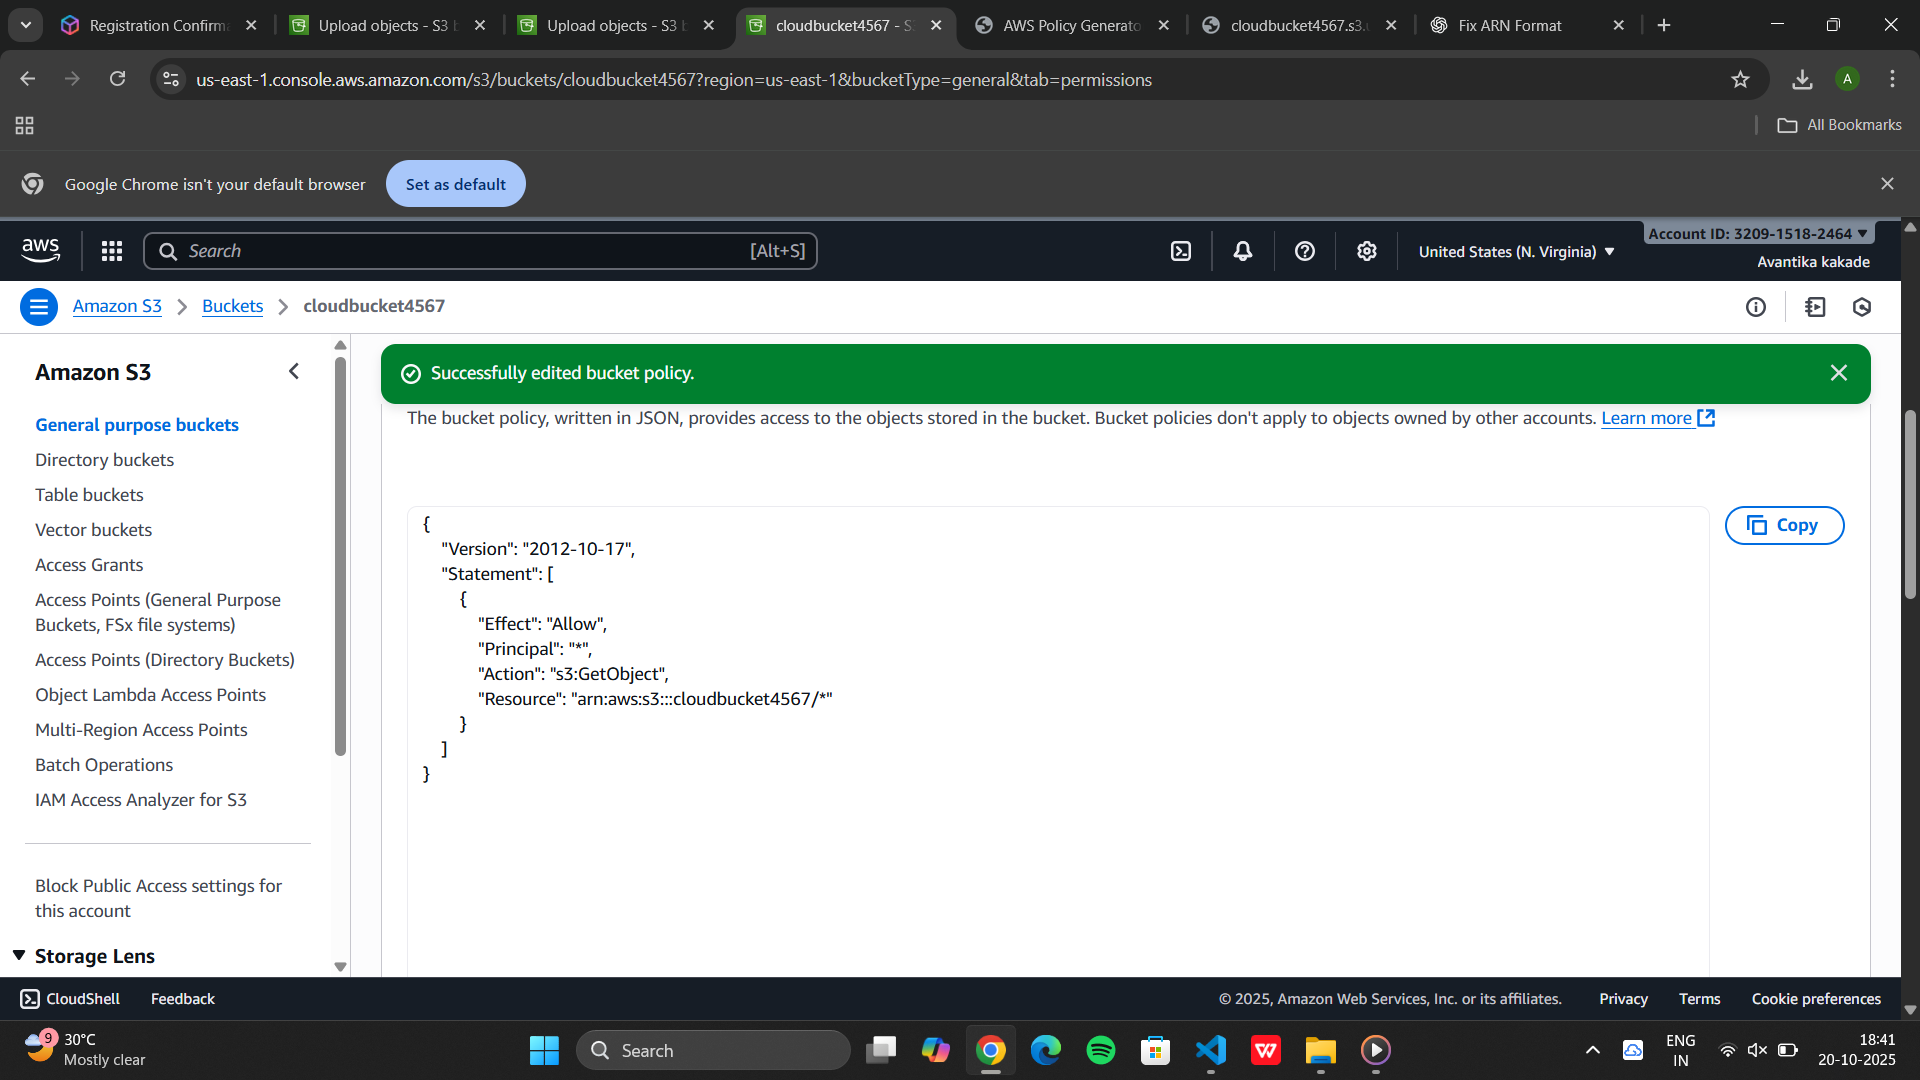 Registration Confirma
Upload objects - S3 b
Upload objects - S3 b
cloudbucket4567 - S
AWS Policy Generato
cloudbucket4567.s3.
Fix ARN Format
us-east-1.console.aws.amazon.com/s3/buckets/cloudbucket4567?region=us-east-1&bucketType=general&tab=permissions
A
All Bookmarks
Google Chrome isn't your default browser
Set as default
aws
Search
[Alt+S]
United States (N. Virginia)
Account ID: 3209-1518-2464
Avantika kakade
Amazon S3
Buckets
cloudbucket4567
Amazon S3
General purpose buckets
Directory buckets
Table buckets
Vector buckets
Access Grants
Access Points (General Purpose
Buckets, FSx file systems)
Access Points (Directory Buckets)
Object Lambda Access Points
Multi-Region Access Points
Batch Operations
IAM Access Analyzer for S3
Block Public Access settings for
this account
Storage Lens
Successfully edited bucket policy.
The bucket policy, written in JSON, provides access to the objects stored in the bucket. Bucket policies don't apply to objects owned by other accounts. Learn more
Copy
{
"Version": "2012-10-17",
"Statement": [
{
"Effect": "Allow",
"Principal": "*",
"Action": "s3:GetObject",
"Resource": "arn:aws:s3:::cloudbucket4567/*"
}
]
}
CloudShell
Feedback
© 2025, Amazon Web Services, Inc. or its affiliates.
Privacy
Terms
Cookie preferences
9
30°C
Mostly clear
Search
W
ENG
IN
18:41
20-10-2025